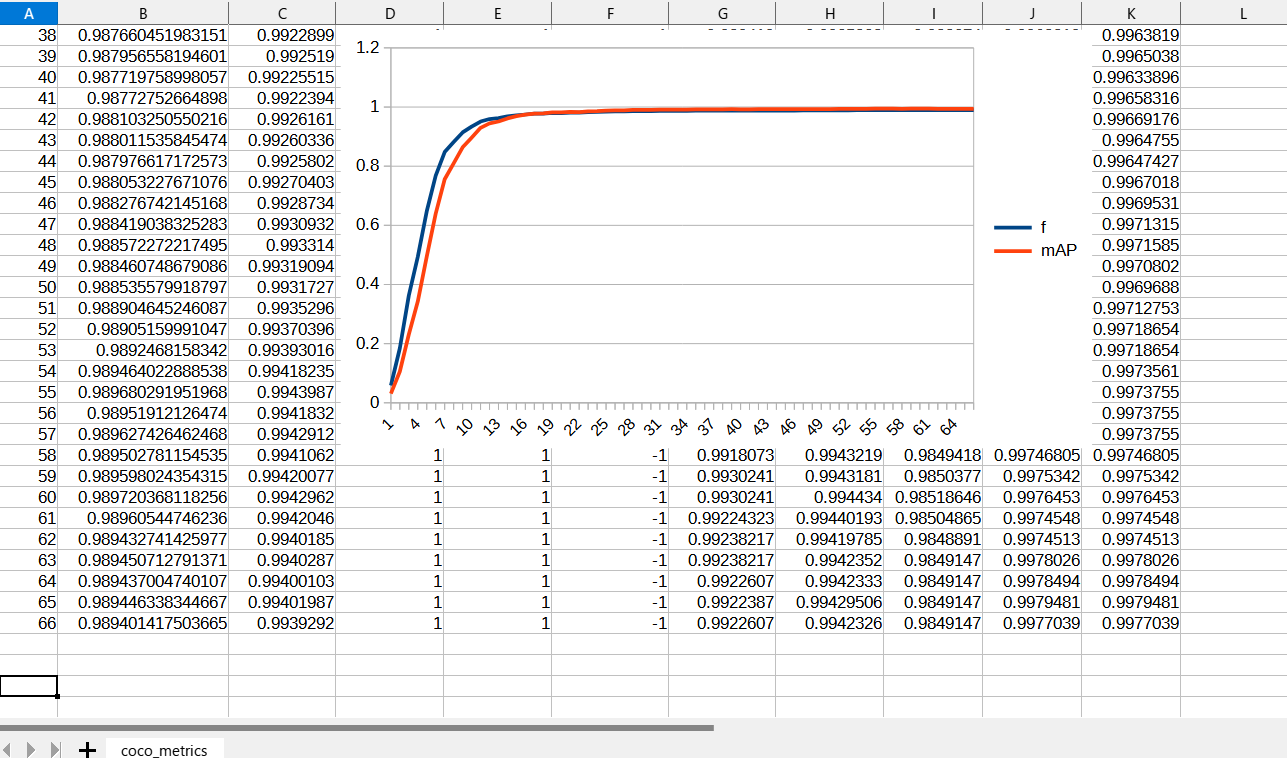 A B C D E F G H I J K L
38 0.987660451983151 0.9922899 0.9963819
39 0.987956558194601 0.992519 0.9965038
40 0.987719758998057 0.99225515 0.99633896
41 0.98772752664898 0.9922394 0.99658316
42 0.988103250550216 0.9926161 0.99669176
43 0.988011535845474 0.99260336 0.9964755
44 0.987976617172573 0.9925802 0.99647427
45 0.988053227671076 0.99270403 0.9967018
46 0.988276742145168 0.9928734 0.9969531
47 0.988419038325283 0.9930932 0.9971315
48 0.988572272217495 0.993314 0.9971585
49 0.988460748679086 0.99319094 0.9970802
50 0.988535579918797 0.9931727 0.9969688
51 0.988904645246087 0.9935296 0.99712753
52 0.98905159991047 0.99370396 0.99718654
53 0.9892468158342 0.99393016 0.99718654
54 0.989464022888538 0.99418235 0.9973561
55 0.989680291951968 0.9943987 0.9973755
56 0.98951912126474 0.9941832 0.9973755
57 0.989627426462468 0.9942912 0.9973755
1.2
1
0.8
0.6
0.4
0.2
0
1 4 7 10 13 16 19 22 25 28 31 34 37 40 43 46 49 52 55 58 61 64
f
mAP
58 0.989502781154535 0.9941062 1 1 -1 0.9918073 0.9943219 0.9849418 0.99746805 0.99746805
59 0.989598024354315 0.99420077 1 1 -1 0.9930241 0.9943181 0.9850377 0.9975342 0.9975342
60 0.989720368118256 0.9942962 1 1 -1 0.9930241 0.994434 0.98518646 0.9976453 0.9976453
61 0.98960544746236 0.9942046 1 1 -1 0.99224323 0.99440193 0.98504865 0.9974548 0.9974548
62 0.989432741425977 0.9940185 1 1 -1 0.99238217 0.99419785 0.9848891 0.9974513 0.9974513
63 0.989450712791371 0.9940287 1 1 -1 0.99238217 0.9942352 0.9849147 0.9978026 0.9978026
64 0.989437004740107 0.99400103 1 1 -1 0.9922607 0.9942333 0.9849147 0.9978494 0.9978494
65 0.989446338344667 0.99401987 1 1 -1 0.9922387 0.99429506 0.9849147 0.9979481 0.9979481
66 0.989401417503665 0.9939292 1 1 -1 0.9922607 0.9942326 0.9849147 0.9977039 0.9977039
coco_metrics